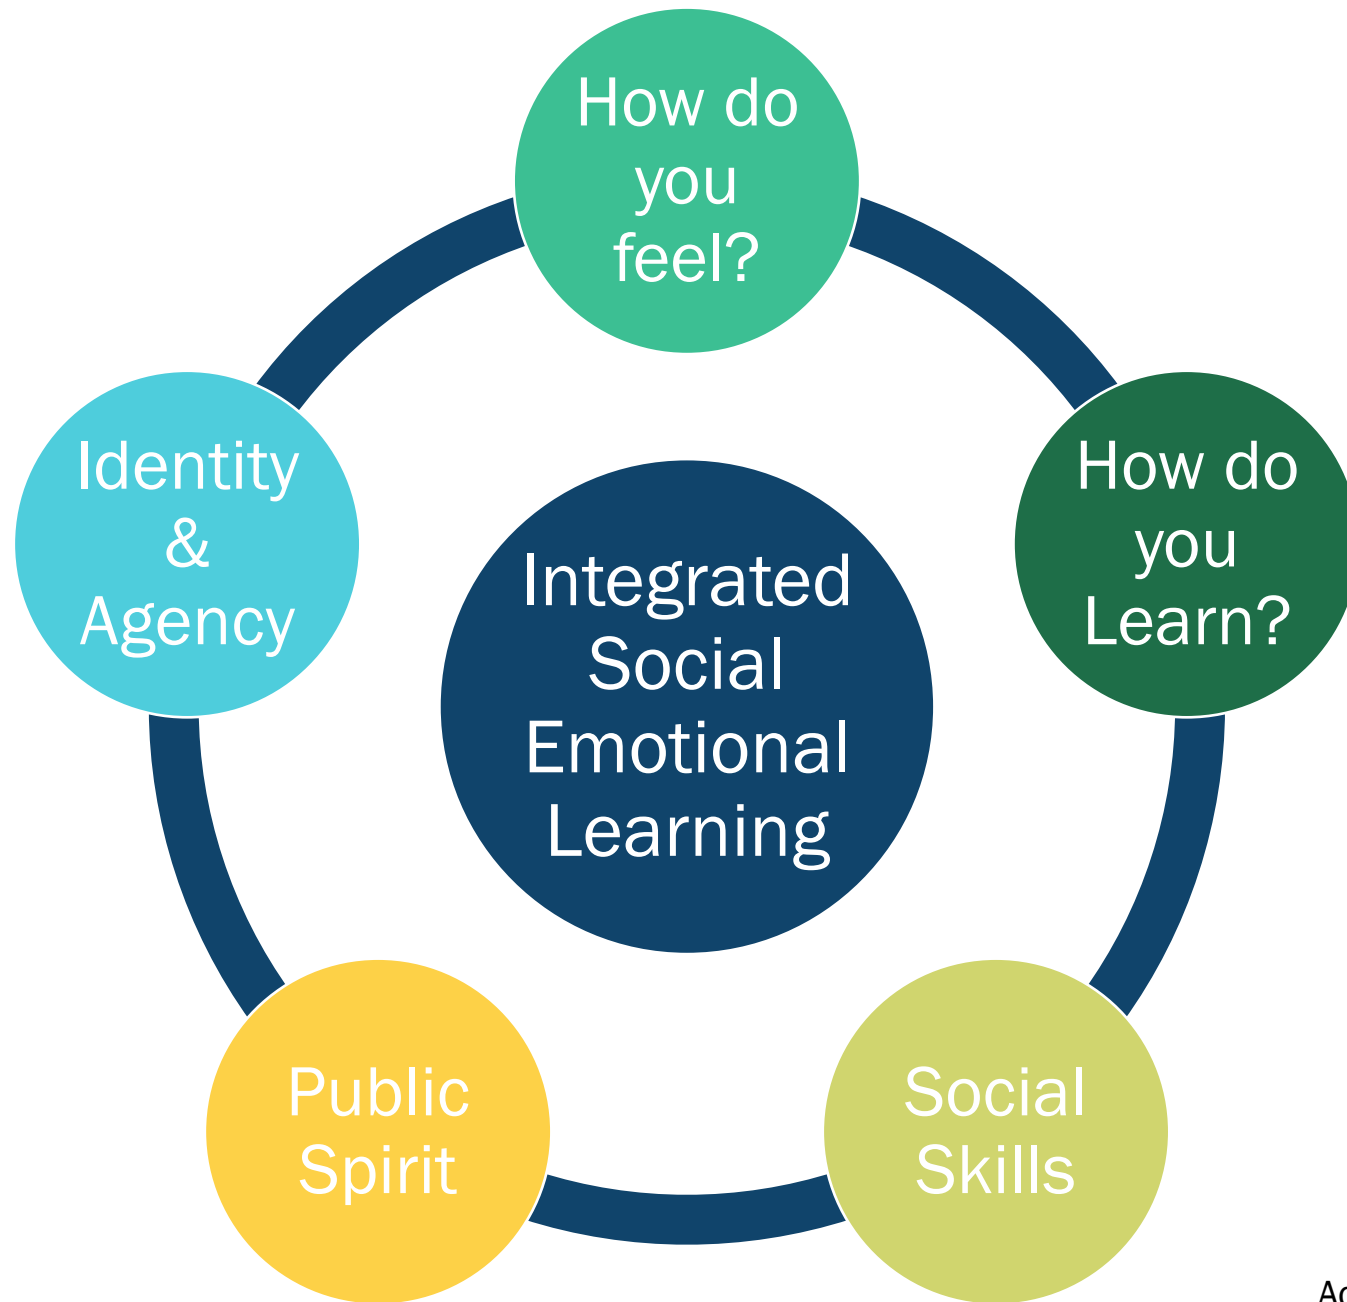 How do
you
feel?
How do
you
Learn?
Identity
&
Agency
Integrated
Social
Emotional
Learning
Public
Spirit
Social
Skills